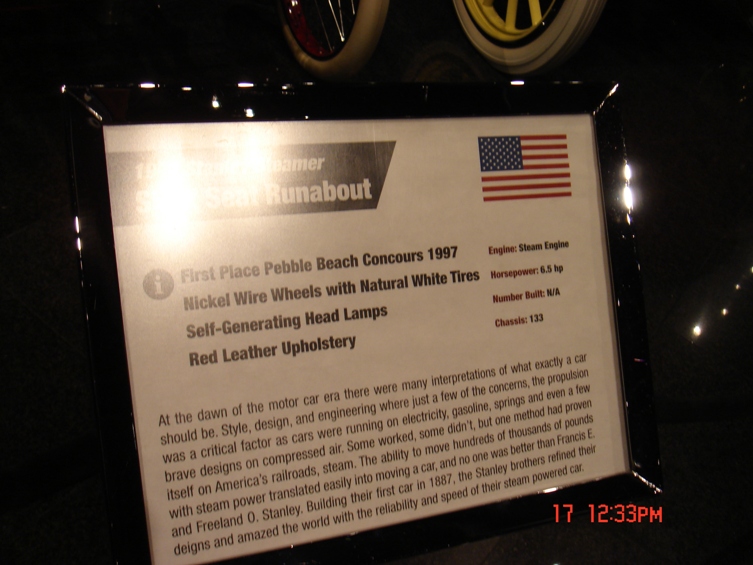 Steamer
Seat Runabout
First Place Pebble Beach Concours 1997
Nickel Wire Wheels with Natural White Tires
Self-Generating Head Lamps
Red Leather Upholstery
Engine: Steam Engine
Horsepower: 6.5 hp
Number Built: N/A
Chassis: 133
At the dawn of the motor car era there were many interpretations of what exactly a car
should be. Style, design, and engineering where just a few of the concerns, the propulsion
was a critical factor as cars were running on electricity, gasoline, springs and even a few
brave designs on compressed air. Some worked, some didn't, but one method had proven
itself on America's railroads, steam. The ability to move hundreds of thousands of pounds
with steam power translated easily into moving a car, and no one was better than Francis E.
and Freeland O. Stanley. Building their first car in 1887, the Stanley brothers refined their
deigns and amazed the world with the reliability and speed of their steam powered car.
17 12:33PM